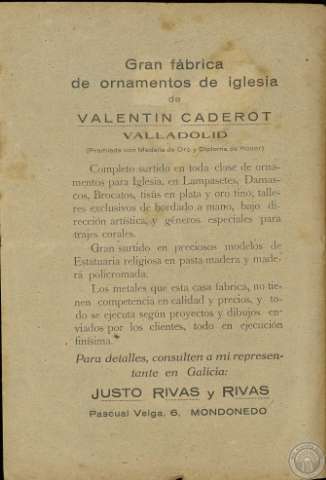 Gran fábrica
de ornamentos de iglesia
de
VALENTIN CADEROT
VALLADOLID
(Premiada con Medalla de Oro y Diploma de Honor)
Completo surtido en toda clase de orna-
mentos para Iglesia, en Lampasetes, Damas-
cos, Brocatos, tistis en plata y oro fino; talle-
res exclusivos de bordado a mano, bajo di-
rección artística, y géneros especiales para
trajes corales.
Gran surtido en preciosos modelos de
Estatuaria religiosa en pasta madera y made-
ra policromada.
Los metales que esta casa fabrica, no tie-
nen competencia en calidad y precios, y to-
do se ejecuta según proyectos y dibujos en-
viados por los clientes, todo en ejecución
finísima.
Para detalles, consulten a mi represen-
tante en Galicia:
JUSTO RIVAS y RIVAS
Pascual Veiga, 6, MONDOÑEDO